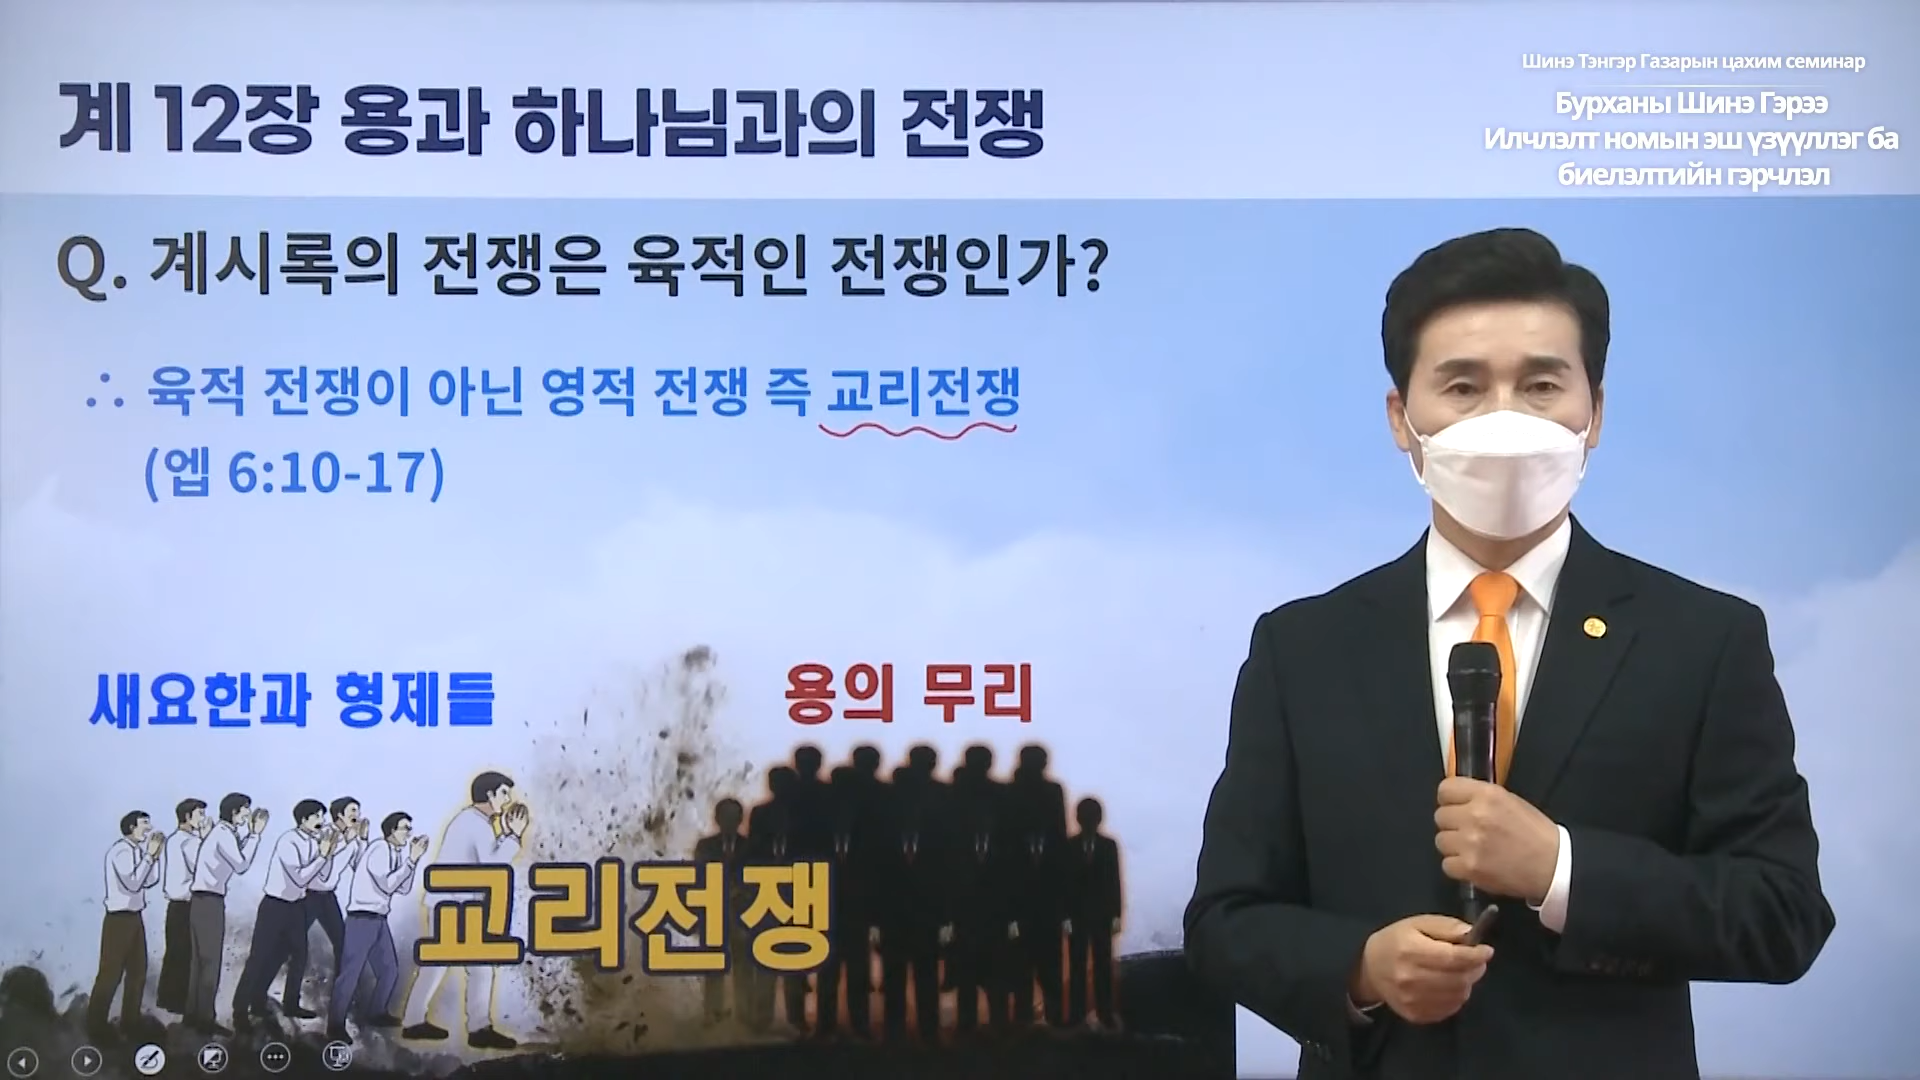 계 12장 용과 하나님과의 전쟁
Шинэ Тэнгэр Газарын цахим семинар
Бурханы Шинэ Гэрээ
Илчлэлт номын эш үзүүллэг ба
биелэлтийн гэрчлэл
Q. 계시록의 전쟁은 육적인 전쟁인가?
∴ 육적 전쟁이 아닌 영적 전쟁 즉 교리전쟁
(엡 6:10-17)
새요한과 형제들
용의 무리
교리전쟁